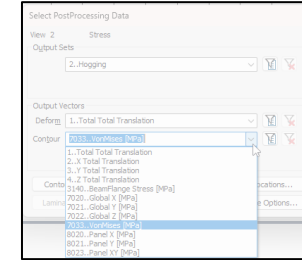 Select PostProcessing Data
View 2 Stress
Output Sets
2..Hogging
Output Vectors
Deform 1..Total Translation
Contour 7033..VonMises [MPa]
1..Total Translation
2..X Total Translation
3..Y Total Translation
4..Z Total Translation
3140..BeamFlange Stress [MPa]
7020..Global X [MPa]
7021..Global Y [MPa]
7022..Global Z [MPa]
7033..VonMises [MPa]
8020..Panel X [MPa]
8021..Panel Y [MPa]
8023..Panel XY [MPa]
Conto
ocations...
Lamina
e Options...